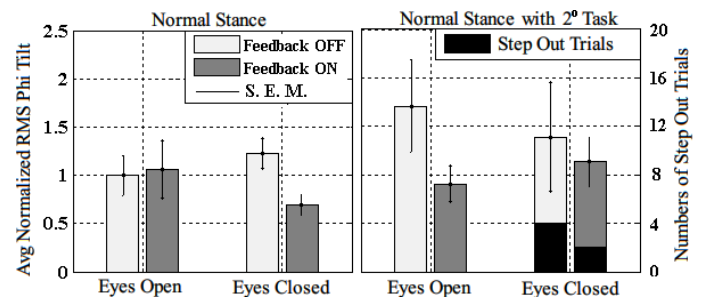 Normal Stance
Normal Stance with 2º Task
Avg Normalized RMS Phi Tilt
2.5
2
1.5
1
0.5
0
Feedback OFF
Feedback ON
S. E. M.
Eyes Open
Eyes Closed
Step Out Trials
Eyes Open
Eyes Closed
20
16
12
8
4
0
Numbers of Step Out Trials